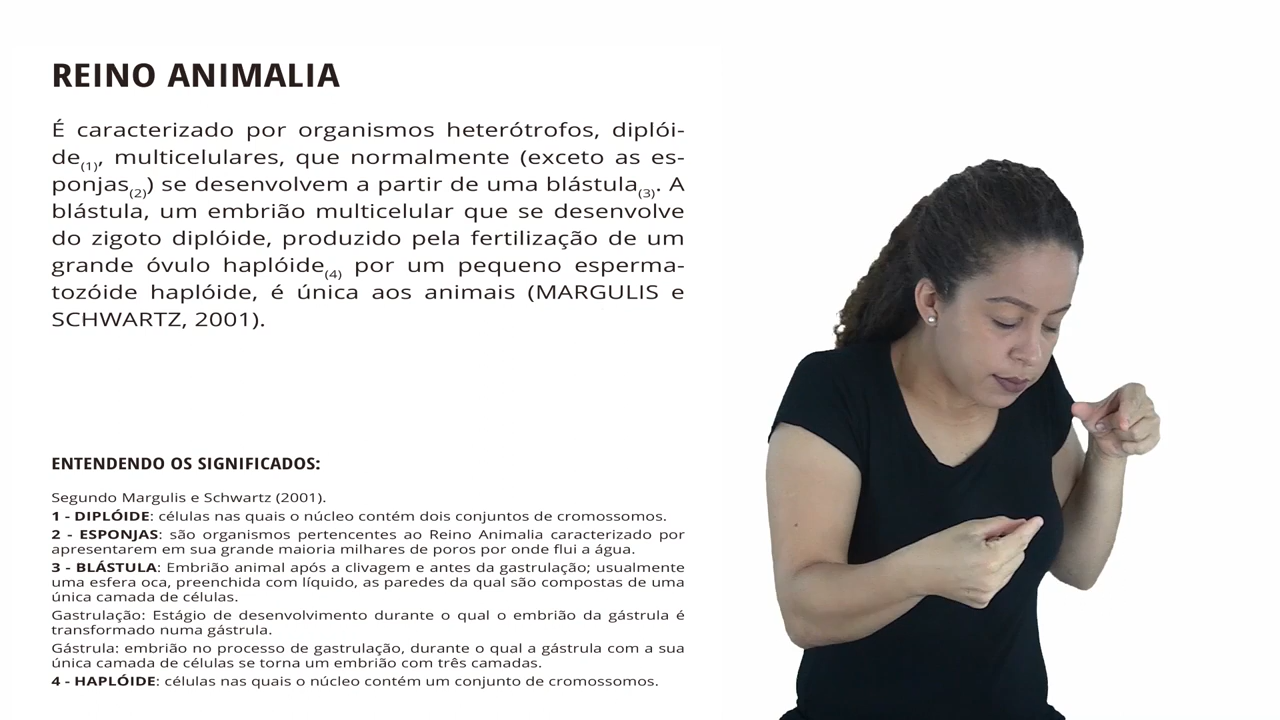 REINO ANIMALIA
É caracterizado por organismos heterótrofos, diplói-
de(1), multicelulares, que normalmente (exceto as es-
ponjas(2)) se desenvolvem a partir de uma blástula(3). A
blástula, um embrião multicelular que se desenvolve
do zigoto diplóide, produzido pela fertilização de um
grande óvulo haplóide(4) por um pequeno esperma-
tozóide haplóide, é única aos animais (MARGULIS e
SCHWARTZ, 2001).
ENTENDENDO OS SIGNIFICADOS:
Segundo Margulis e Schwartz (2001).
1 - DIPLÓIDE: células nas quais o núcleo contém dois conjuntos de cromossomos.
2 - ESPONJAS: são organismos pertencentes ao Reino Animalia caracterizado por
apresentarem em sua grande maioria milhares de poros por onde flui a água.
3 - BLÁSTULA: Embrião animal após a clivagem e antes da gastrulação; usualmente
uma esfera oca, preenchida com líquido, as paredes da qual são compostas de uma
única camada de células.
Gastrulação: Estágio de desenvolvimento durante o qual o embrião da gástrula é
transformado numa gástrula.
Gástrula: embrião no processo de gastrulação, durante o qual a gástrula com a sua
única camada de células se torna um embrião com três camadas.
4 - HAPLÓIDE: células nas quais o núcleo contém um conjunto de cromossomos.